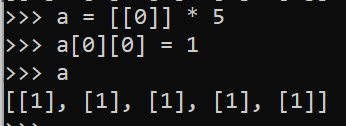 >>> a = [[0]] * 5
>>> a[0][0] = 1
>>> a
[[1], [1], [1], [1], [1]]